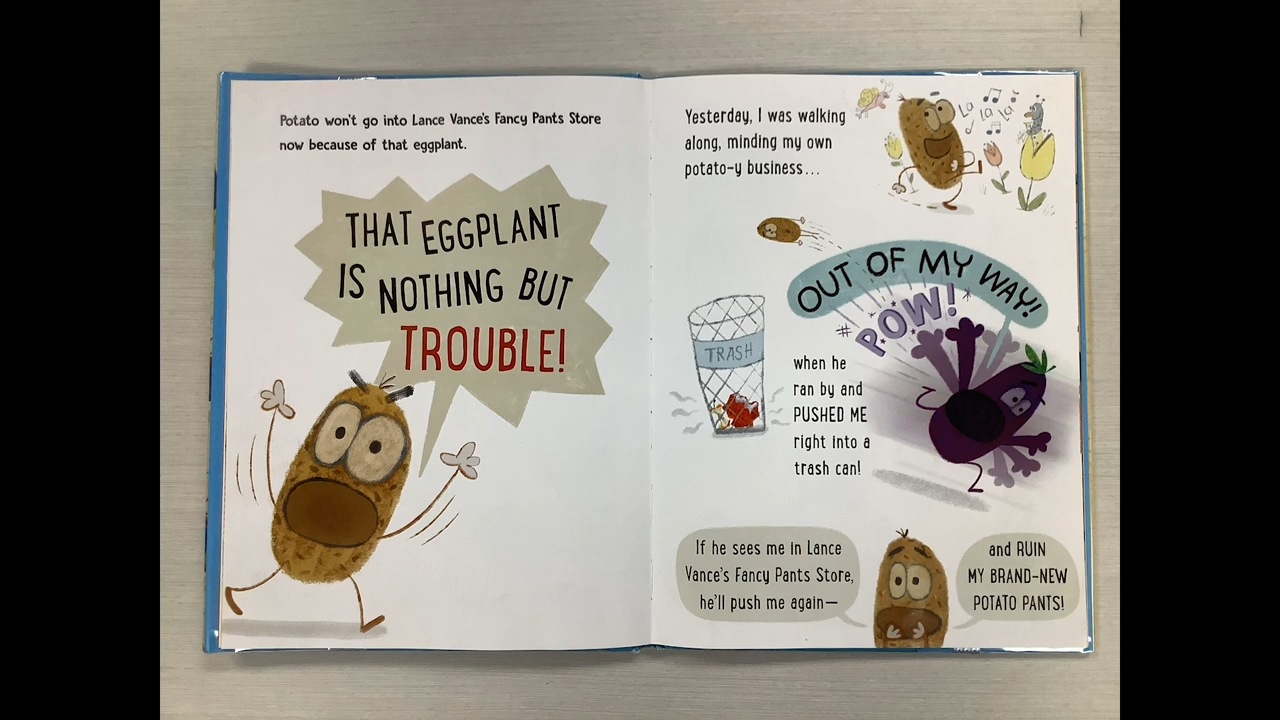 Potato won't go into Lance Vance's Fancy Pants Store
now because of that eggplant.
THAT EGGPLANT
IS NOTHING BUT
TROUBLE!
Yesterday, I was walking
along, minding my own
potato-y business...
La la la
OUT OF MY WAY!
POW!
TRASH
when he
ran by and
PUSHED ME
right into a
trash can!
If he sees me in Lance
Vance's Fancy Pants Store,
he'll push me again—
and RUIN
MY BRAND-NEW
POTATO PANTS!